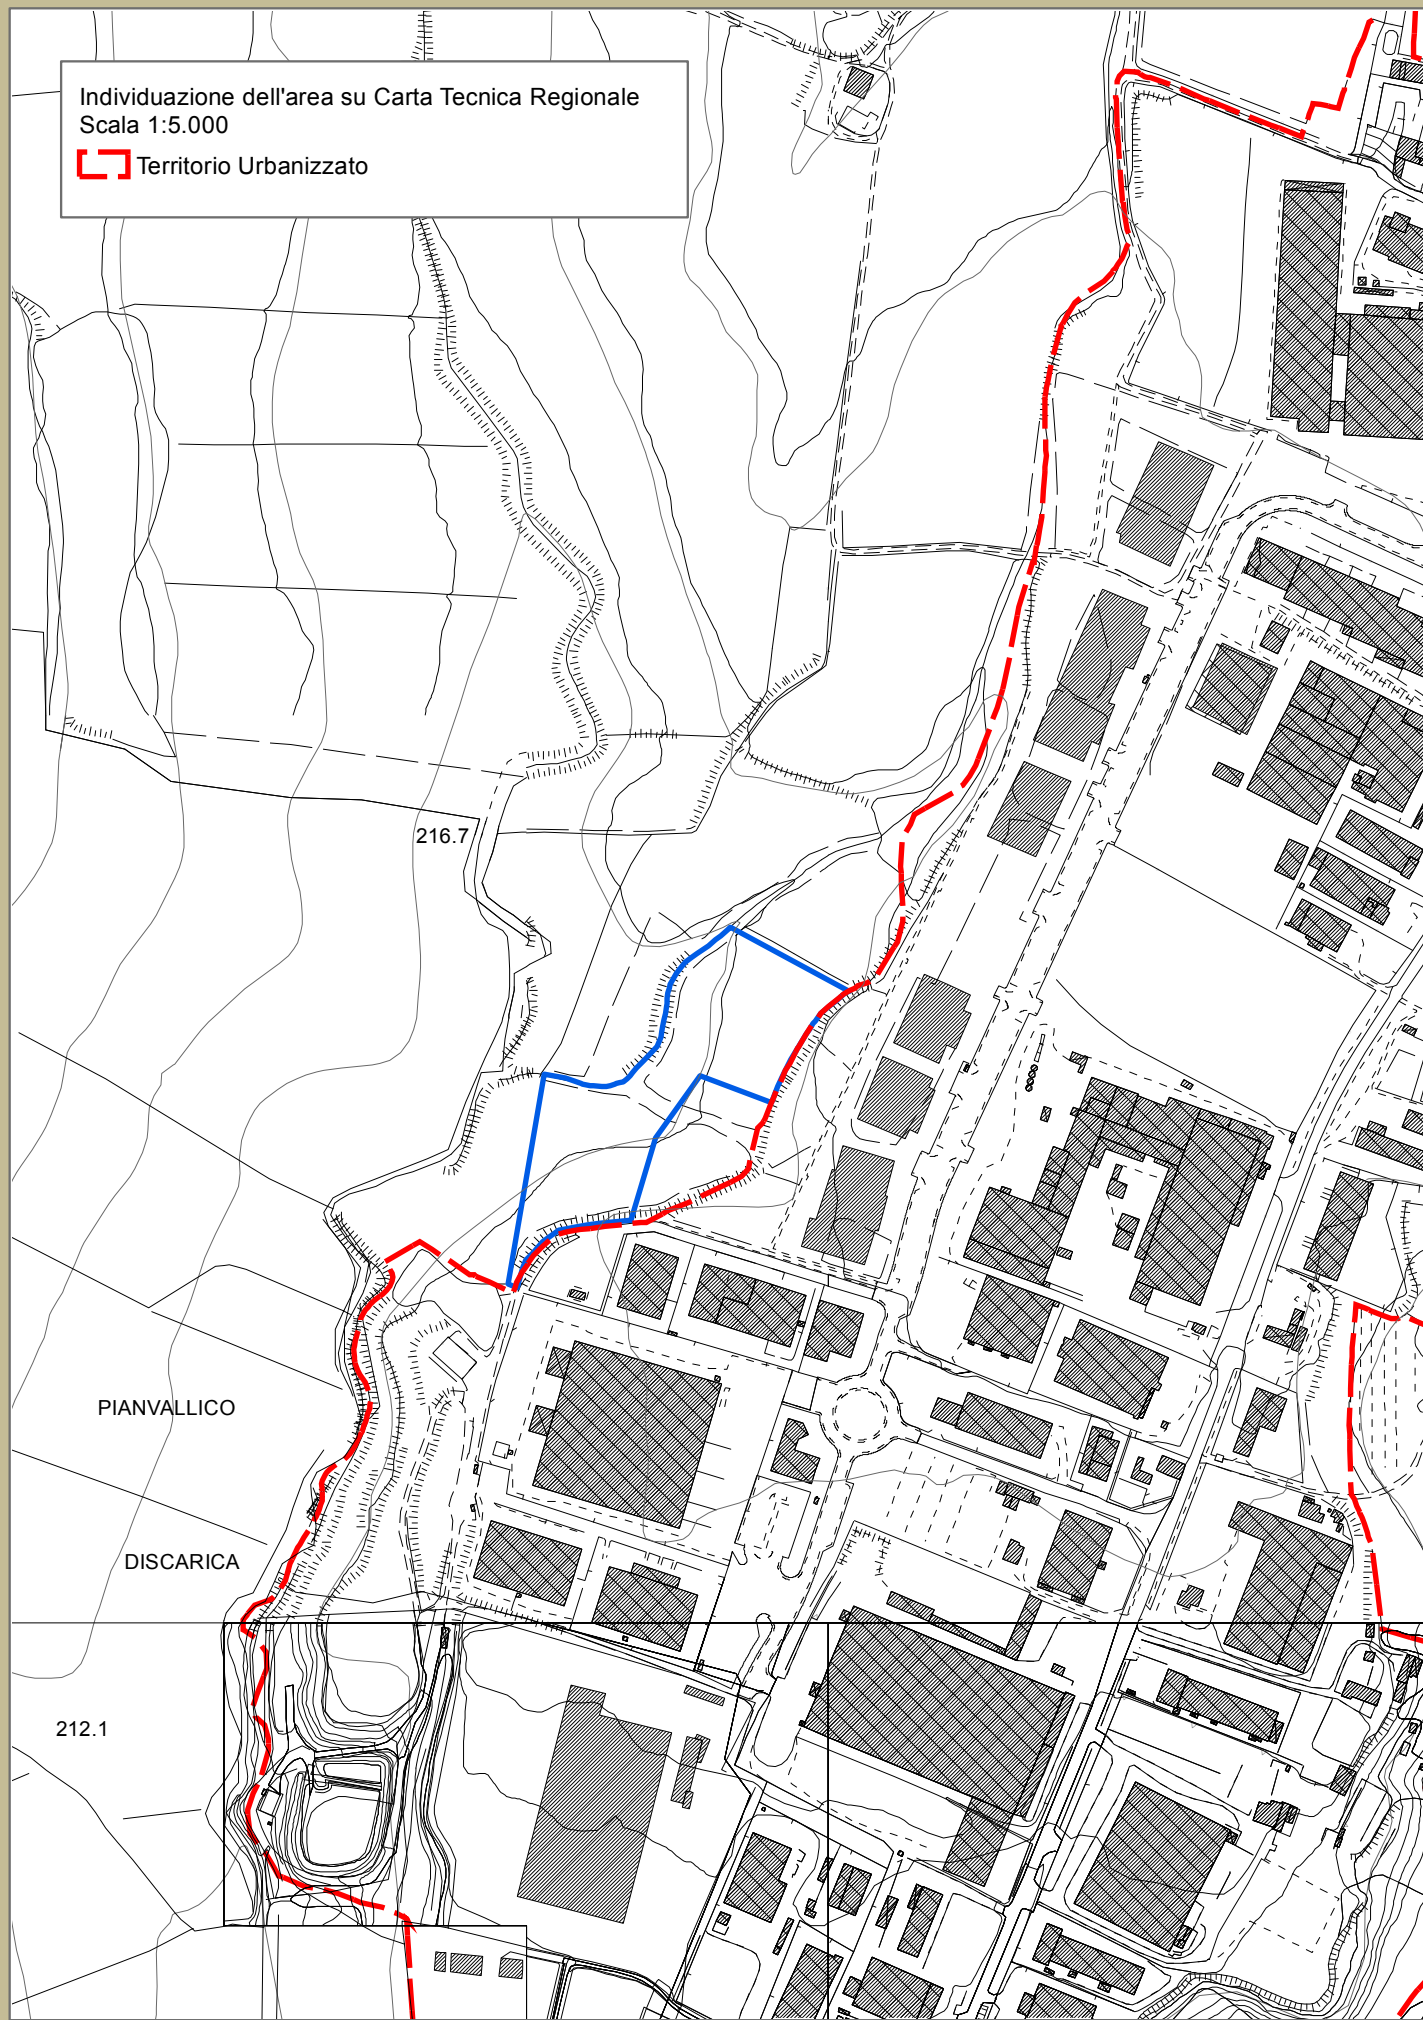 Individuazione dell'area su Carta Tecnica Regionale
Scala 1:5.000
Territorio Urbanizzato
216.7
PIANVALLICO
DISCARICA
212.1